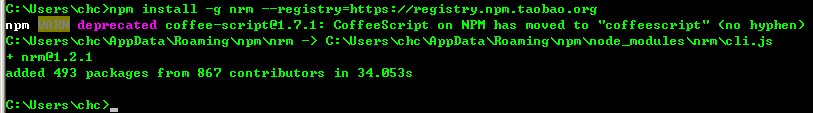 C:\Users\chc>npm install -g nrm --registry=https://registry.npm.taobao.org
npm WARN deprecated coffee-script@1.7.1: CoffeeScript on NPM has moved to "coffeescript" (no hyphen)
C:\Users\chc\AppData\Roaming\npm\nrm -> C:\Users\chc\AppData\Roaming\npm\node_modules\nrm\cli.js
+ nrm@1.2.1
added 493 packages from 867 contributors in 34.053s
C:\Users\chc>_